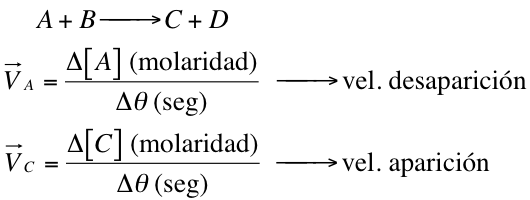 A + B ⟶ C + D
V⃗_A = Δ[A] (molaridad) / Δθ (seg) ⟶ vel. desaparición
V⃗_C = Δ[C] (molaridad) / Δθ (seg) ⟶ vel. aparición